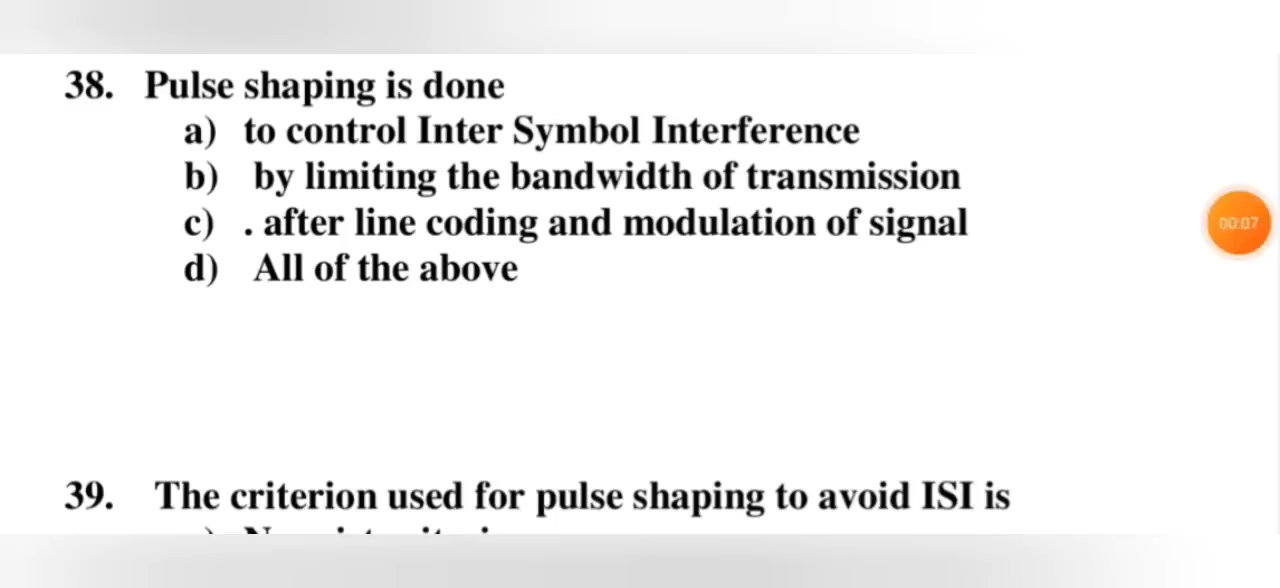 38. Pulse shaping is done
a) to control Inter Symbol Interference
b) by limiting the bandwidth of transmission
c) . after line coding and modulation of signal
d) All of the above
00:07
39. The criterion used for pulse shaping to avoid ISI is